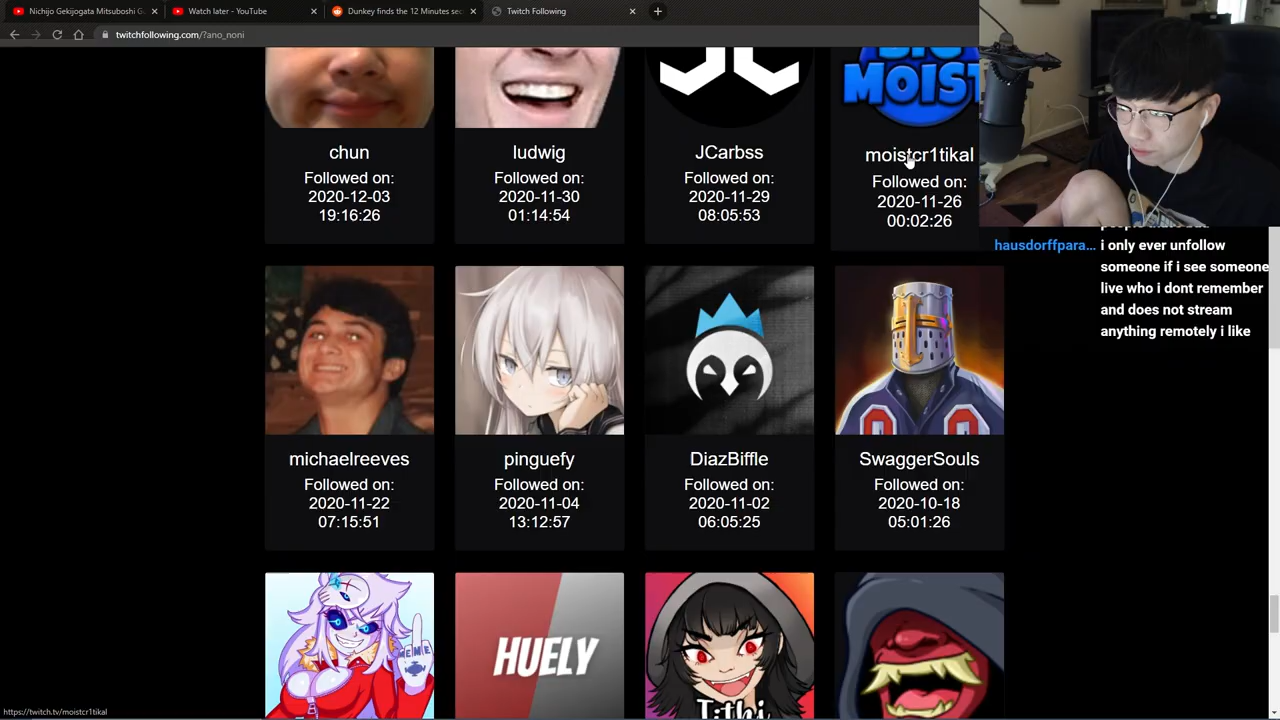 Nichijo Gekijogata Mitsuboshi G
Watch later - YouTube
Dunkey finds the 12 Minutes sec
Twitch Following
twitchfollowing.com/?ano_noni
MOIST
chun
Followed on:
2020-12-03
19:16:26
ludwig
Followed on:
2020-11-30
01:14:54
JCarbss
Followed on:
2020-11-29
08:05:53
moistcr1tikal
Followed on:
2020-11-26
00:02:26
hausdorffpara... i only ever unfollow
someone if i see someone
live who i dont remember
and does not stream
anything remotely i like
michaelreeves
Followed on:
2020-11-22
07:15:51
pinguefy
Followed on:
2020-11-04
13:12:57
DiazBiffle
Followed on:
2020-11-02
06:05:25
SwaggerSouls
Followed on:
2020-10-18
05:01:26
MEME
HUELY
Tithi
https://twitch.tv/moistcr1tikal